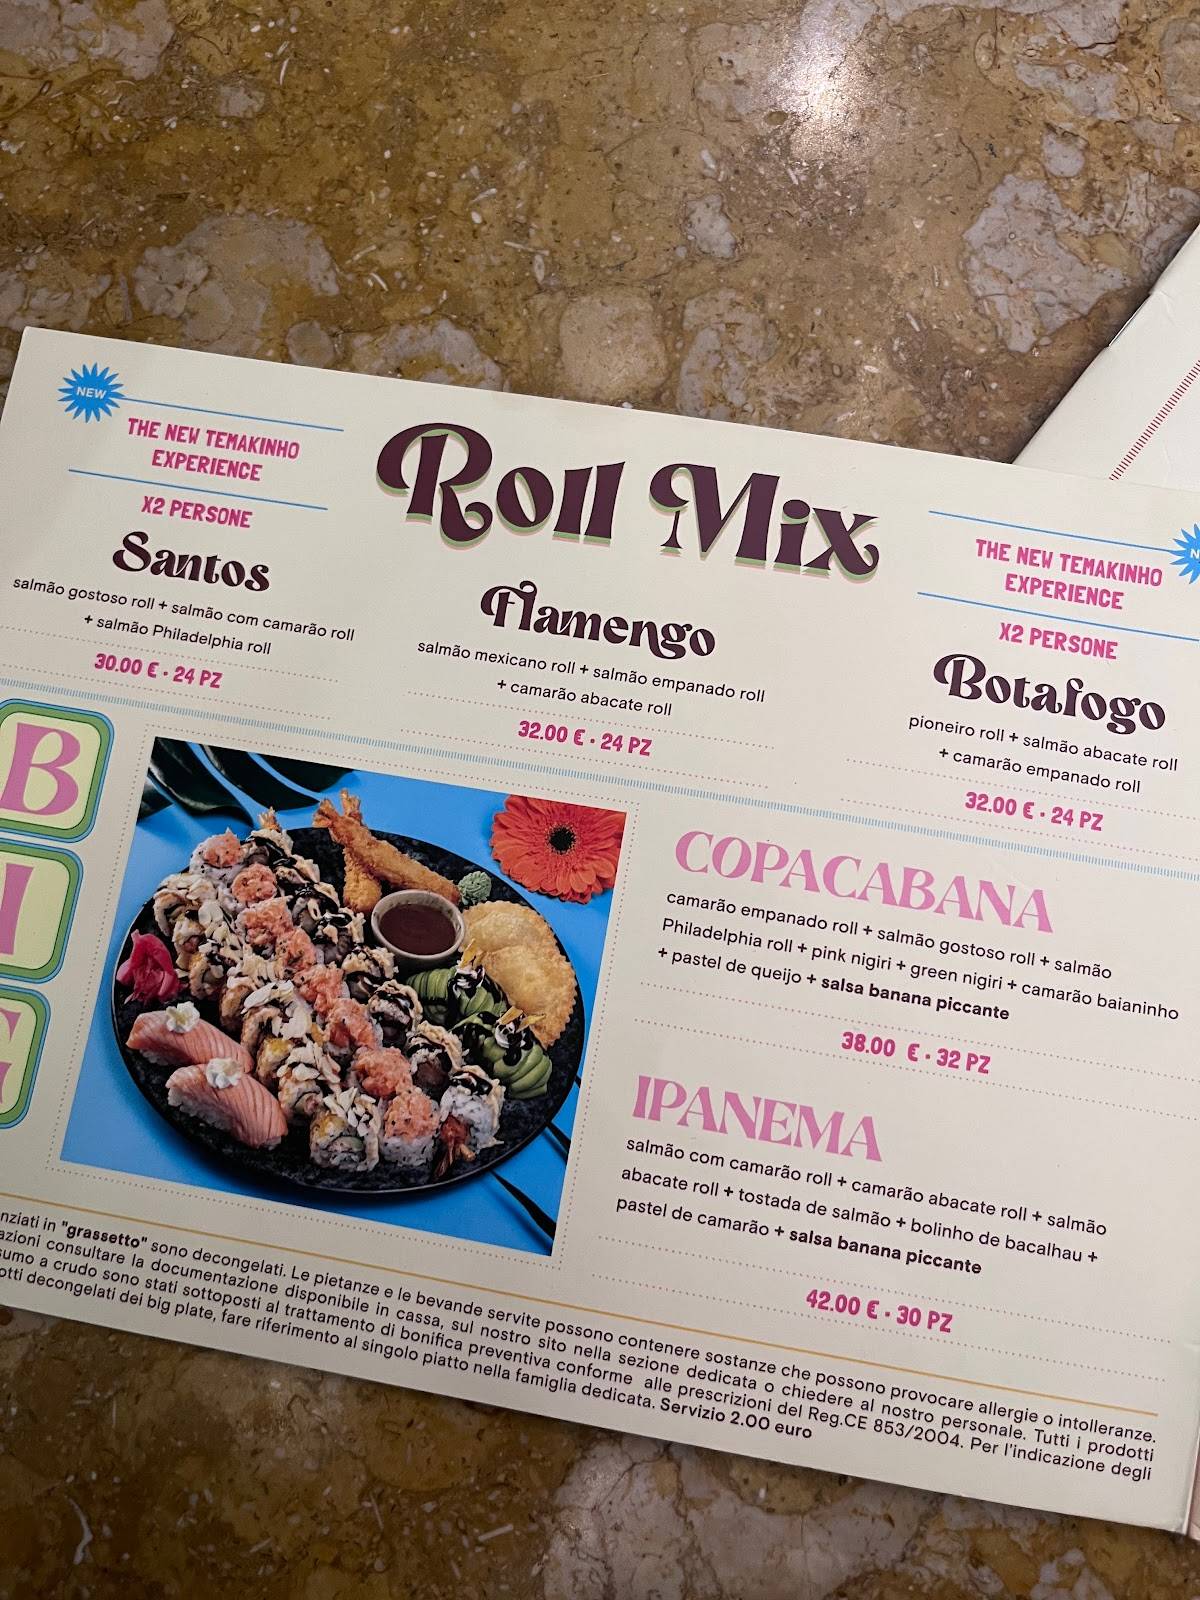 NEW
THE NEW TEMAKINHO
EXPERIENCE
X2 PERSONE
Santos
salmão gostoso roll + salmão com camarão roll
+ salmão Philadelphia roll
30.00 € • 24 PZ
Roll Mix
Flamengo
salmão mexicano roll + salmão empanado roll
+ camarão abacate roll
32.00 € • 24 PZ
THE NEW TEMAKINHO
EXPERIENCE
X2 PERSONE
Botafogo
pioneiro roll + salmão abacate roll
+ camarão empanado roll
32.00 € • 24 PZ
B
I
G
COPACABANA
camarão empanado roll + salmão gostoso roll + salmão
Philadelphia roll + pink nigiri + green nigiri + camarão baianinho
+ pastel de queijo + salsa banana piccante
38.00 € • 32 PZ
IPANEMA
salmão com camarão roll + camarão abacate roll + salmão
abacate roll + tostada de salmão + bolinho de bacalhau +
pastel de camarão + salsa banana piccante
42.00 € • 30 PZ
in "grassetto" sono decongelati. Le pietanze e le bevande servite possono contenere sostanze che possono provocare allergie o intolleranze.
consultare la documentazione disponibile in cassa, sul nostro sito nella sezione dedicata o chiedere al nostro personale. Tutti i prodotti
a crudo sono stati sottoposti al trattamento di bonifica preventiva conforme alle prescrizioni del Reg.CE 853/2004. Per l'indicazione degli
decongelati dei big plate, fare riferimento al singolo piatto nella famiglia dedicata. Servizio 2.00 euro